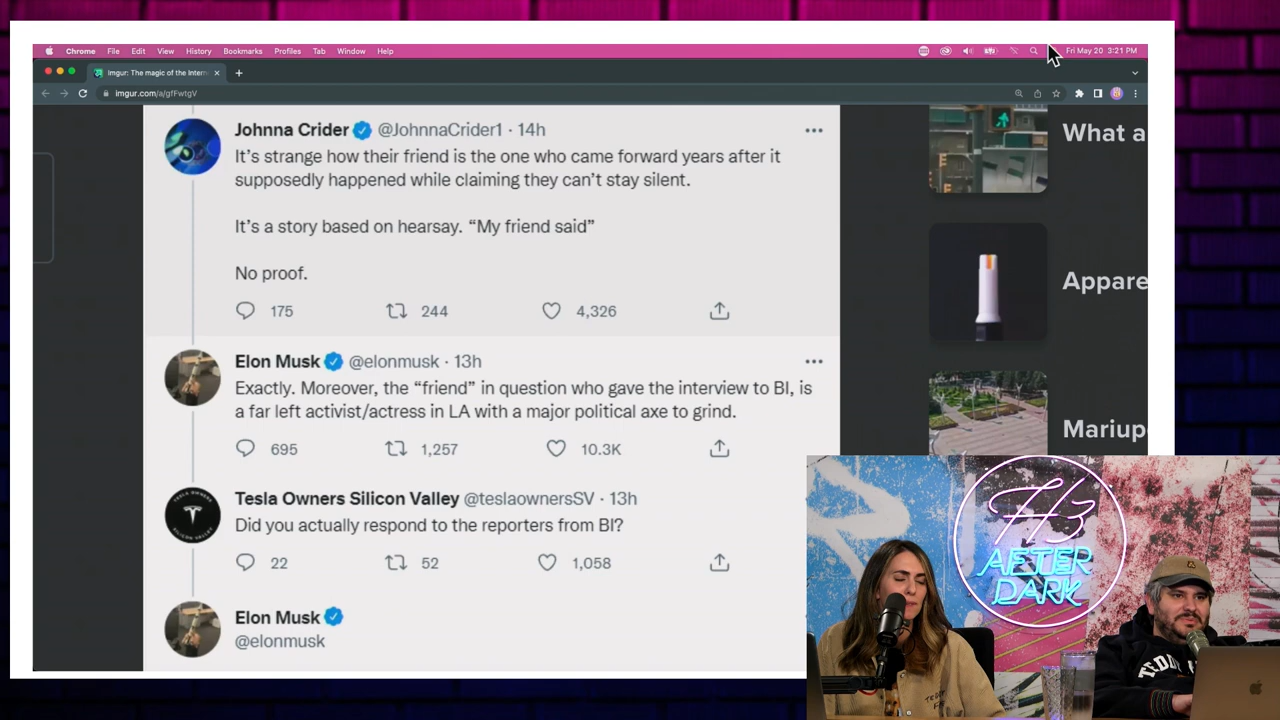 Chrome File Edit View History Bookmarks Profiles Tab Window Help
Fri May 20 3:21 PM
Imgur: The magic of the Intern
imgur.com/a/gfFwtgV
Johnna Crider @JohnnaCrider1 · 14h
It’s strange how their friend is the one who came forward years after it
supposedly happened while claiming they can’t stay silent.
It’s a story based on hearsay. “My friend said”
No proof.
175 244 4,326
Elon Musk @elonmusk · 13h
Exactly. Moreover, the “friend” in question who gave the interview to BI, is
a far left activist/actress in LA with a major political axe to grind.
695 1,257 10.3K
Tesla Owners Silicon Valley @teslaownersSV · 13h
Did you actually respond to the reporters from BI?
22 52 1,058
Elon Musk
@elonmusk
What a
Appare
Mariup
H3
AFTER
DARK